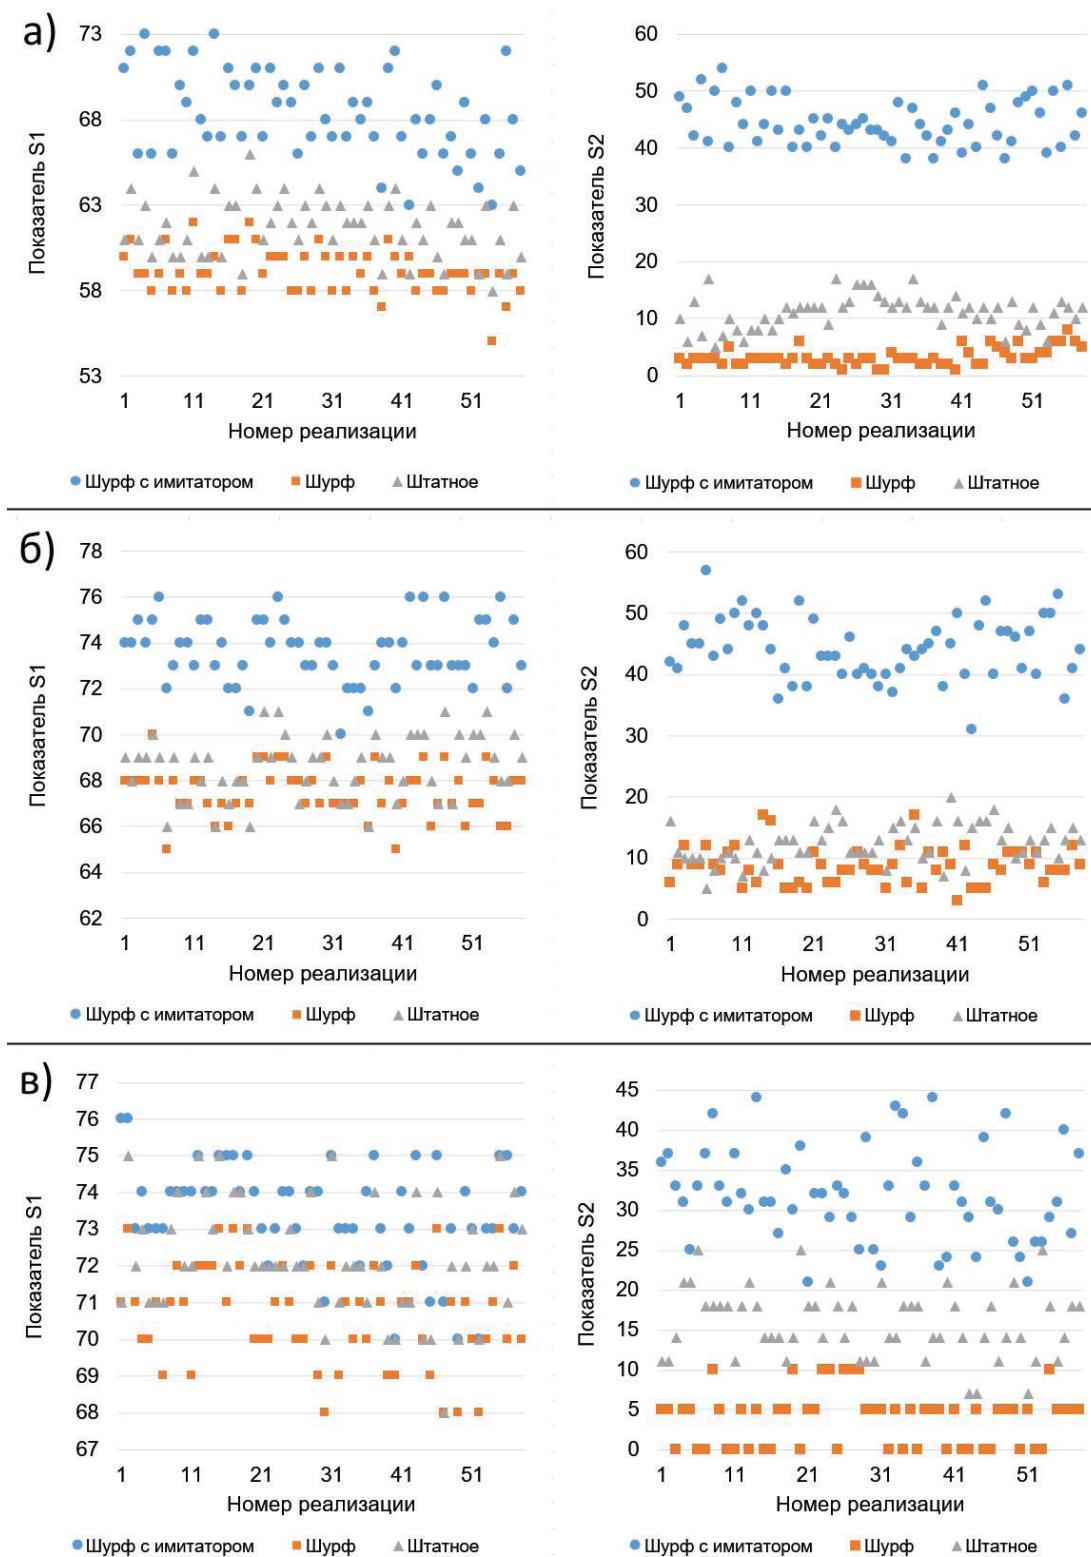 а)
73
68
63
58
53
Показатель S1
1 11 21 31 41 51
Номер реализации
Шурф с имитатором Шурф Штатное
60
50
40
30
20
10
0
Показатель S2
1 11 21 31 41 51
Номер реализации
Шурф с имитатором Шурф Штатное
б)
78
76
74
72
70
68
66
64
62
Показатель S1
1 11 21 31 41 51
Номер реализации
Шурф с имитатором Шурф Штатное
60
50
40
30
20
10
0
Показатель S2
1 11 21 31 41 51
Номер реализации
Шурф с имитатором Шурф Штатное
в)
77
76
75
74
73
72
71
70
69
68
67
Показатель S1
1 11 21 31 41 51
Номер реализации
Шурф с имитатором Шурф Штатное
45
40
35
30
25
20
15
10
5
0
Показатель S2
1 11 21 31 41 51
Номер реализации
Шурф с имитатором Шурф Штатное